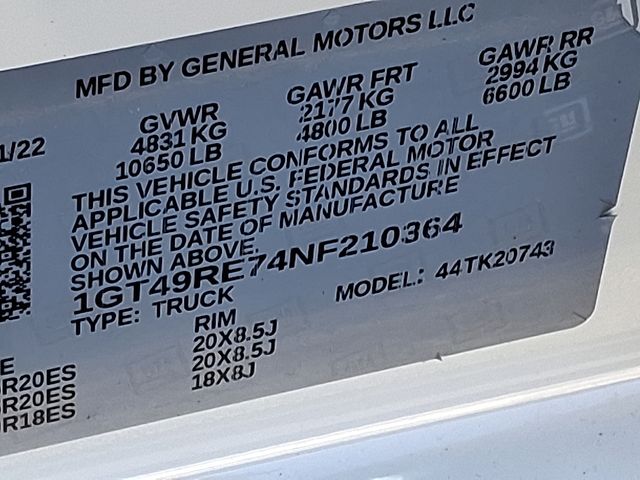 MFD BY GENERAL MOTORS LLC
1/22
GVWR
4831 KG
10650 LB
GAWR FRT
2177 KG
4800 LB
GAWR RR
2994 KG
6600 LB
THIS VEHICLE CONFORMS TO ALL
APPLICABLE U.S. FEDERAL MOTOR
VEHICLE SAFETY STANDARDS IN EFFECT
ON THE DATE OF MANUFACTURE
SHOWN ABOVE.
1GT49RE74NF210364
TYPE: TRUCK
MODEL: 44TK20743
E
RIM
R20ES
20X8.5J
R20ES
20X8.5J
R18ES
18X8J